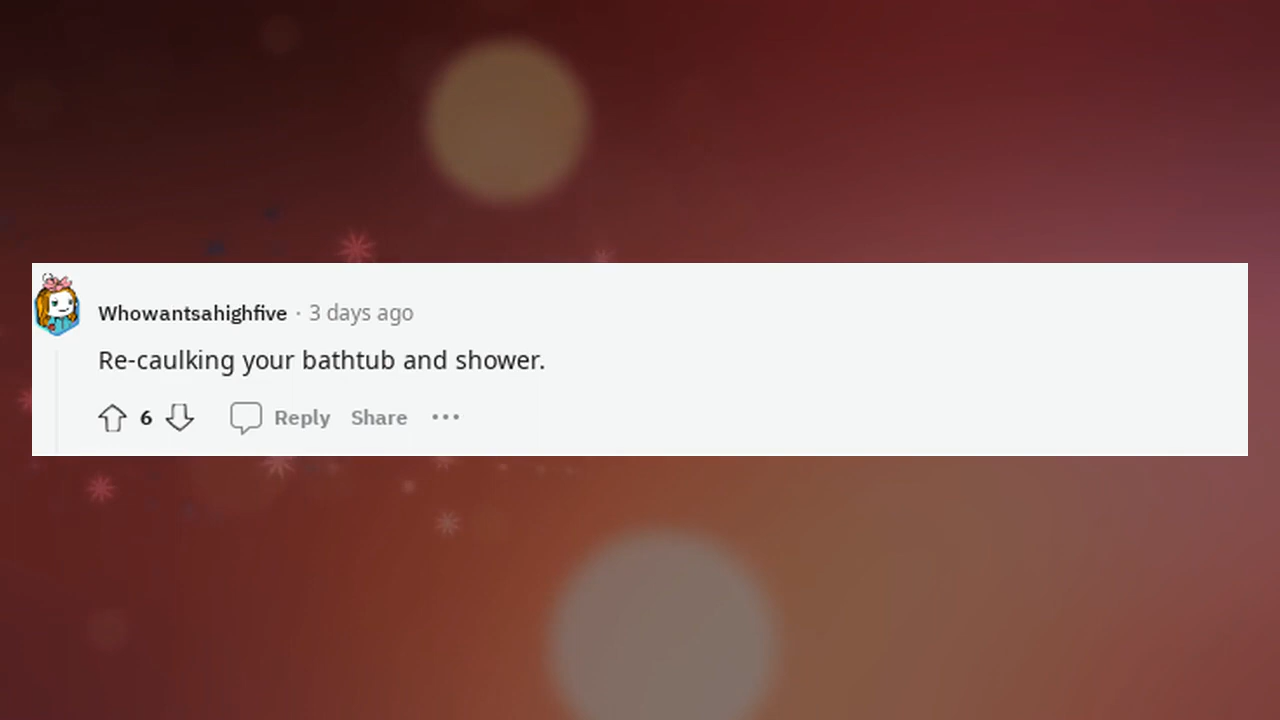 Whowantsahighfive · 3 days ago
Re-caulking your bathtub and shower.
6 Reply Share ···